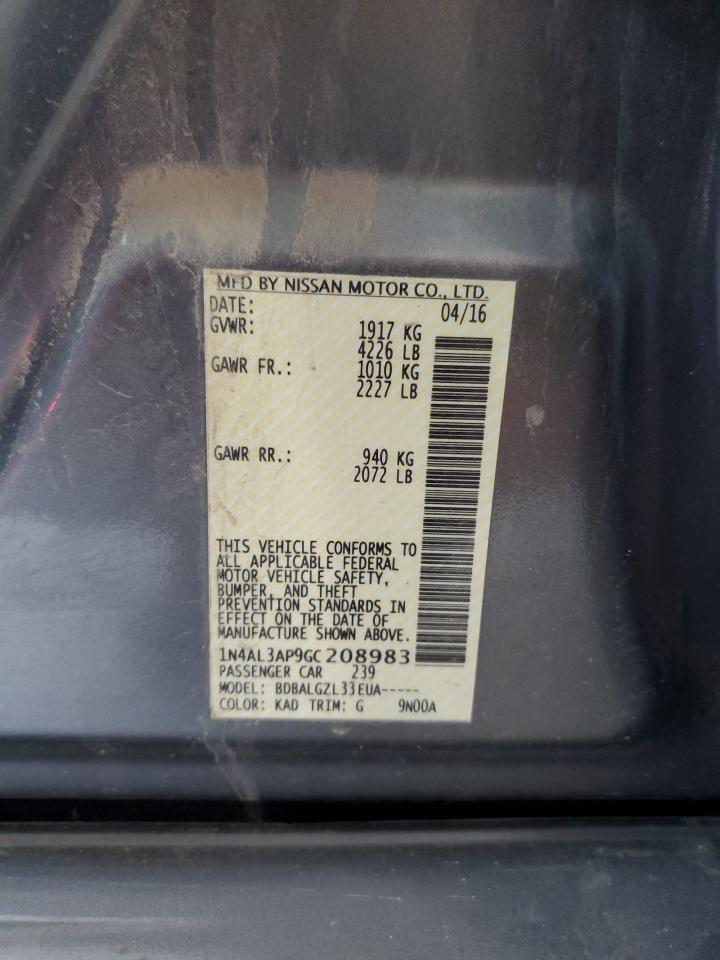 MFD BY NISSAN MOTOR CO., LTD.
DATE: 04/16
GVWR: 1917 KG
4226 LB
GAWR FR.: 1010 KG
2227 LB
GAWR RR.: 940 KG
2072 LB
THIS VEHICLE CONFORMS TO
ALL APPLICABLE FEDERAL
MOTOR VEHICLE SAFETY,
BUMPER, AND THEFT
PREVENTION STANDARDS IN
EFFECT ON THE DATE OF
MANUFACTURE SHOWN ABOVE.
1N4AL3AP9GC208983
PASSENGER CAR 239
MODEL: BDBALGZL33EUA-----
COLOR: KAD TRIM: G 9N00A